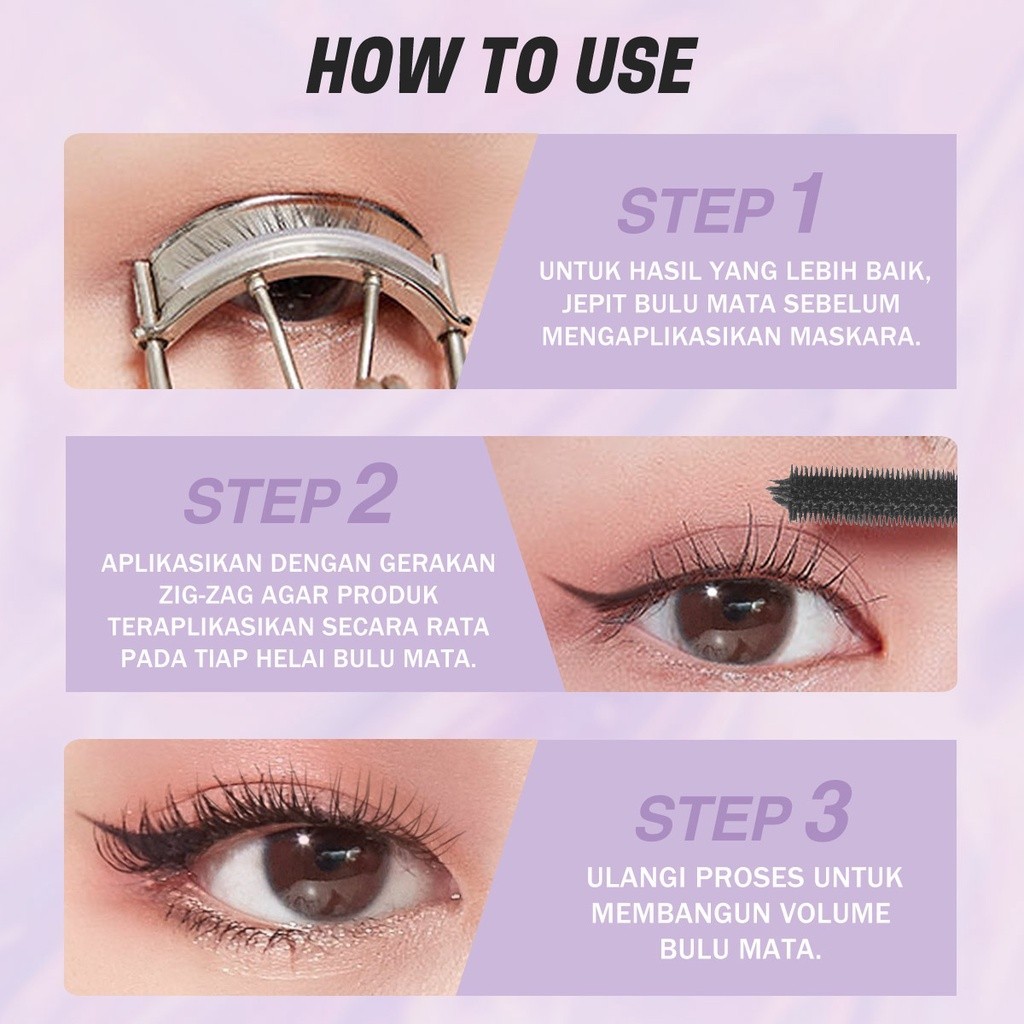 HOW TO USE
STEP 1
UNTUK HASIL YANG LEBIH BAIK,
JEPIT BULU MATA SEBELUM
MENGAPLIKASIKAN MASKARA.
STEP 2
APLIKASIKAN DENGAN GERAKAN
ZIG-ZAG AGAR PRODUK
TERAPLIKASIKAN SECARA RATA
PADA TIAP HELAI BULU MATA.
STEP 3
ULANGI PROSES UNTUK
MEMBANGUN VOLUME
BULU MATA.